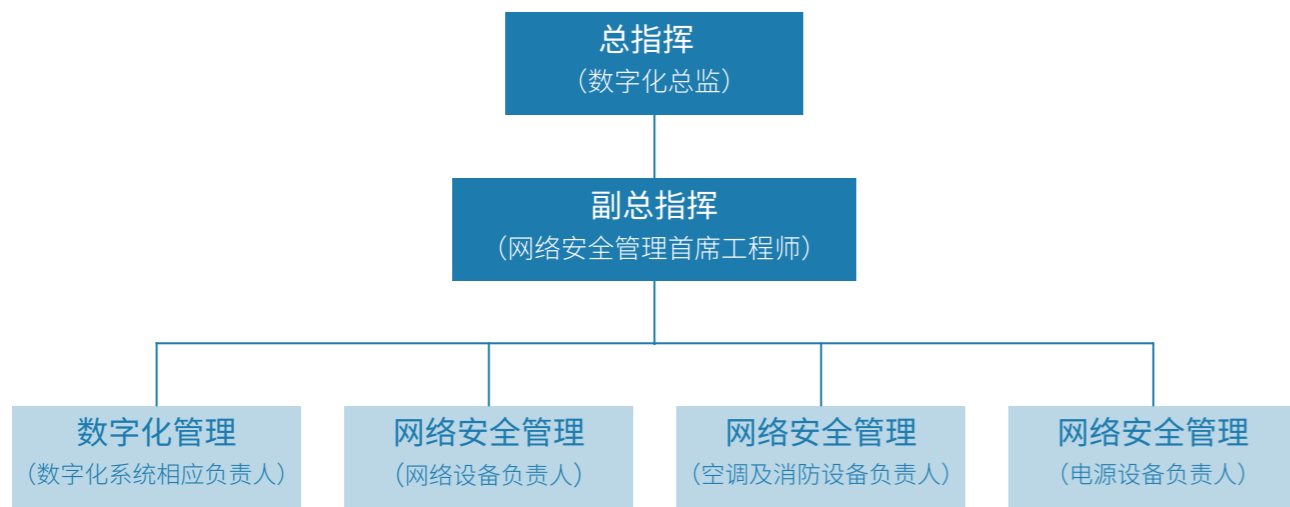 总指挥
（数字化总监）
副总指挥
（网络安全管理首席工程师）
数字化管理
（数字化系统相应负责人）
网络安全管理
（网络设备负责人）
网络安全管理
（空调及消防设备负责人）
网络安全管理
（电源设备负责人）